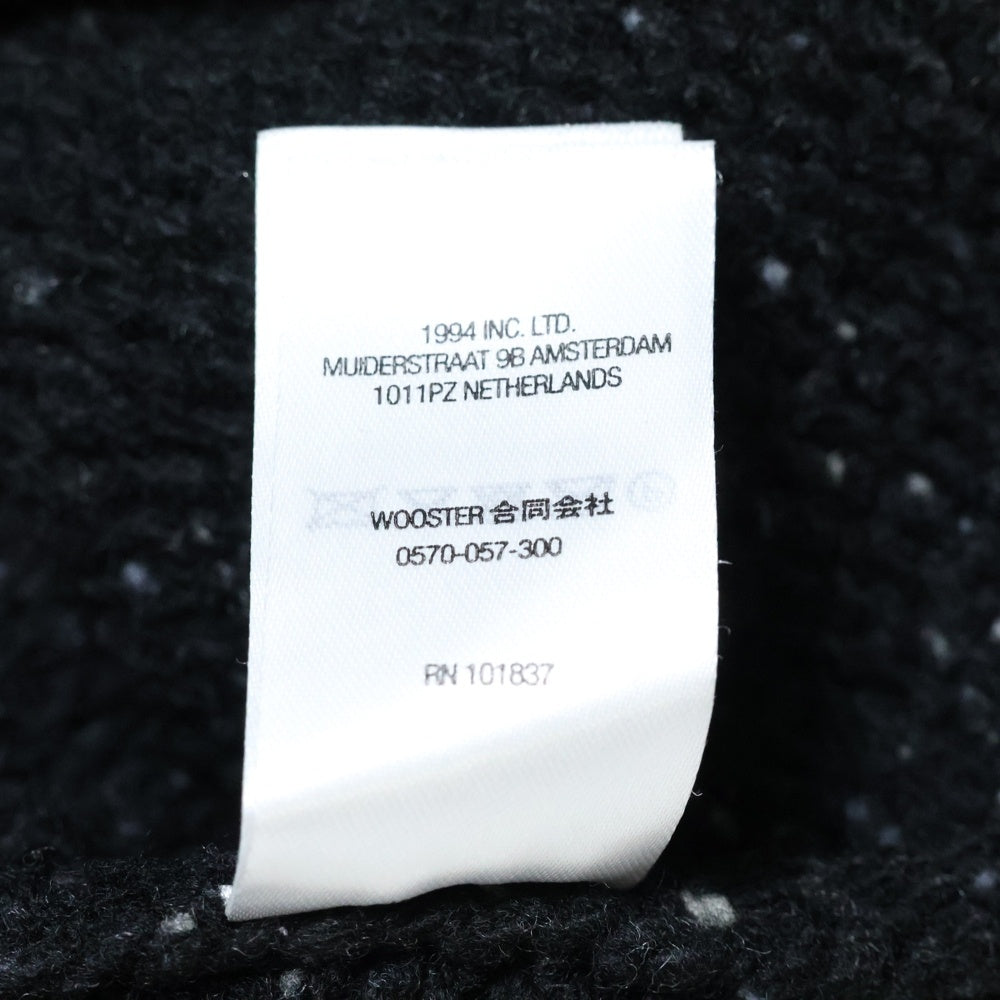 1994 INC. LTD.
MUIDERSTRAAT 9B AMSTERDAM
1011PZ NETHERLANDS
WOOSTER 合同会社
0570-057-300
RN 101837